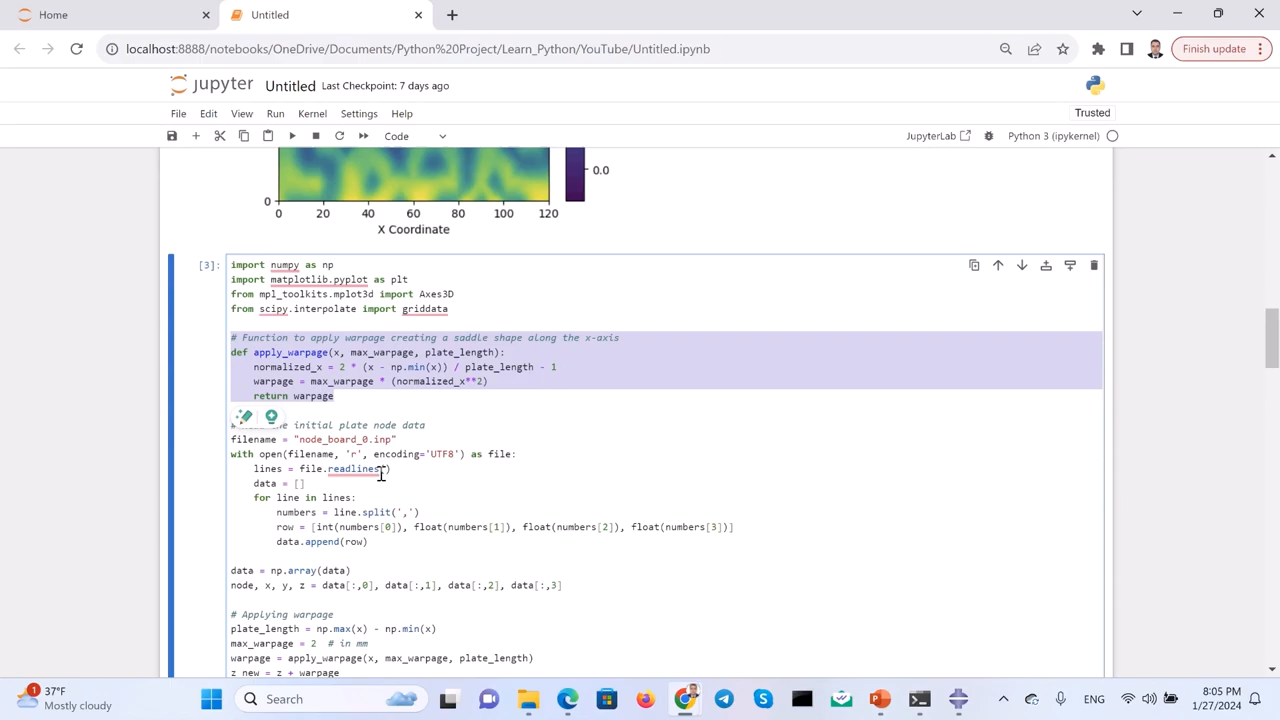 Home
Untitled
localhost:8888/notebooks/OneDrive/Documents/Python%20Project/Learn_Python/YouTube/Untitled.ipynb
Finish update
jupyter Untitled Last Checkpoint: 7 days ago
File Edit View Run Kernel Settings Help
Trusted
Code
JupyterLab
Python 3 (ipykernel)
0.0
0
0 20 40 60 80 100 120
X Coordinate
[3]:
import numpy as np
import matplotlib.pyplot as plt
from mpl_toolkits.mplot3d import Axes3D
from scipy.interpolate import griddata
# Function to apply warpage creating a saddle shape along the x-axis
def apply_warpage(x, max_warpage, plate_length):
normalized_x = 2 * (x - np.min(x)) / plate_length - 1
warpage = max_warpage * (normalized_x**2)
return warpage
initial plate node data
filename = "node_board_0.inp"
with open(filename, 'r', encoding='UTF8') as file:
lines = file.readlines()
data = []
for line in lines:
numbers = line.split(',')
row = [int(numbers[0]), float(numbers[1]), float(numbers[2]), float(numbers[3])]
data.append(row)
data = np.array(data)
node, x, y, z = data[:,0], data[:,1], data[:,2], data[:,3]
# Applying warpage
plate_length = np.max(x) - np.min(x)
max_warpage = 2 # in mm
warpage = apply_warpage(x, max_warpage, plate_length)
z_new = z + warpage
1
37°F
Mostly cloudy
Search
ENG
8:05 PM
1/27/2024